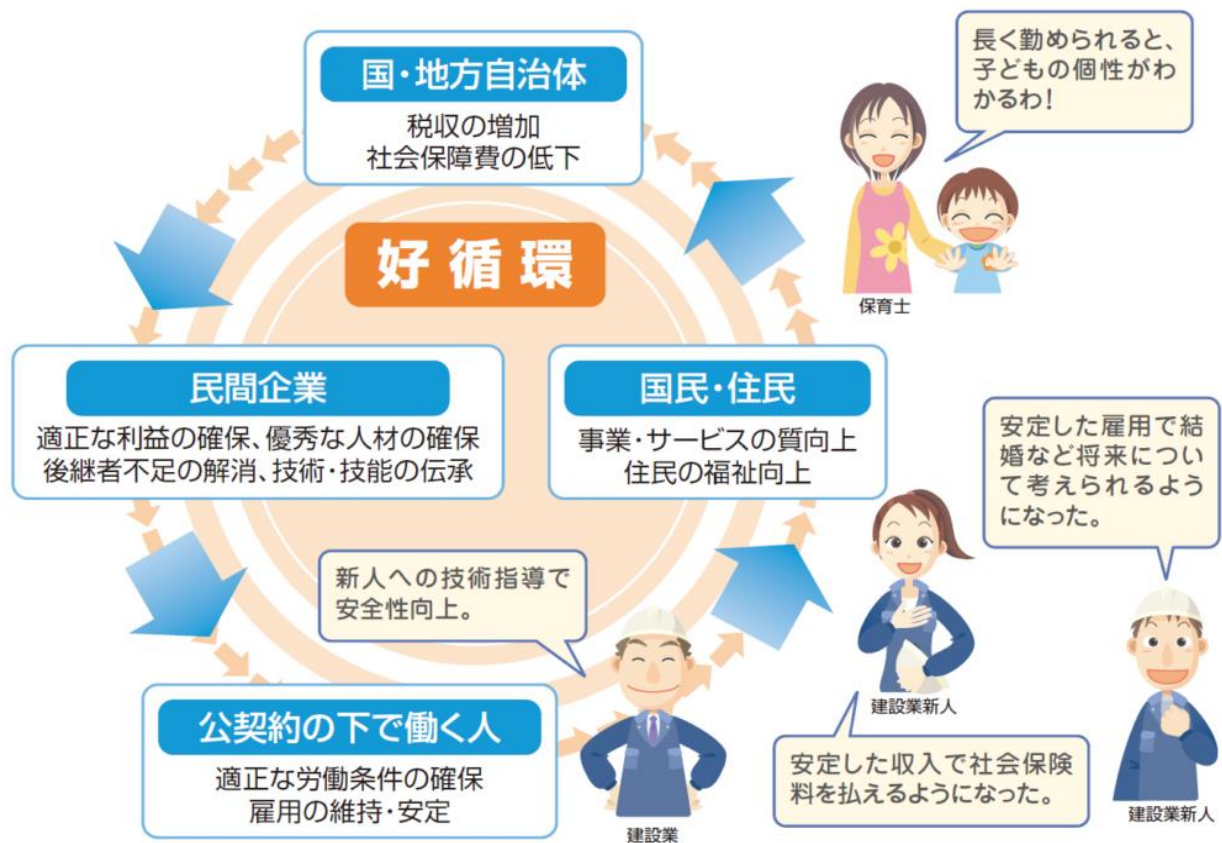 国・地方自治体
税収の増加
社会保障費の低下
長く勤められると、
子どもの個性がわ
かるわ！
保育士
好循環
民間企業
適正な利益の確保、優秀な人材の確保
後継者不足の解消、技術・技能の伝承
国民・住民
事業・サービスの質向上
住民の福祉向上
安定した雇用で結
婚など将来につい
て考えられるよう
になった。
新人への技術指導で
安全性向上。
建設業新人
公契約の下で働く人
適正な労働条件の確保
雇用の維持・安定
建設業
安定した収入で社会保険
料を払えるようになった。
建設業新人